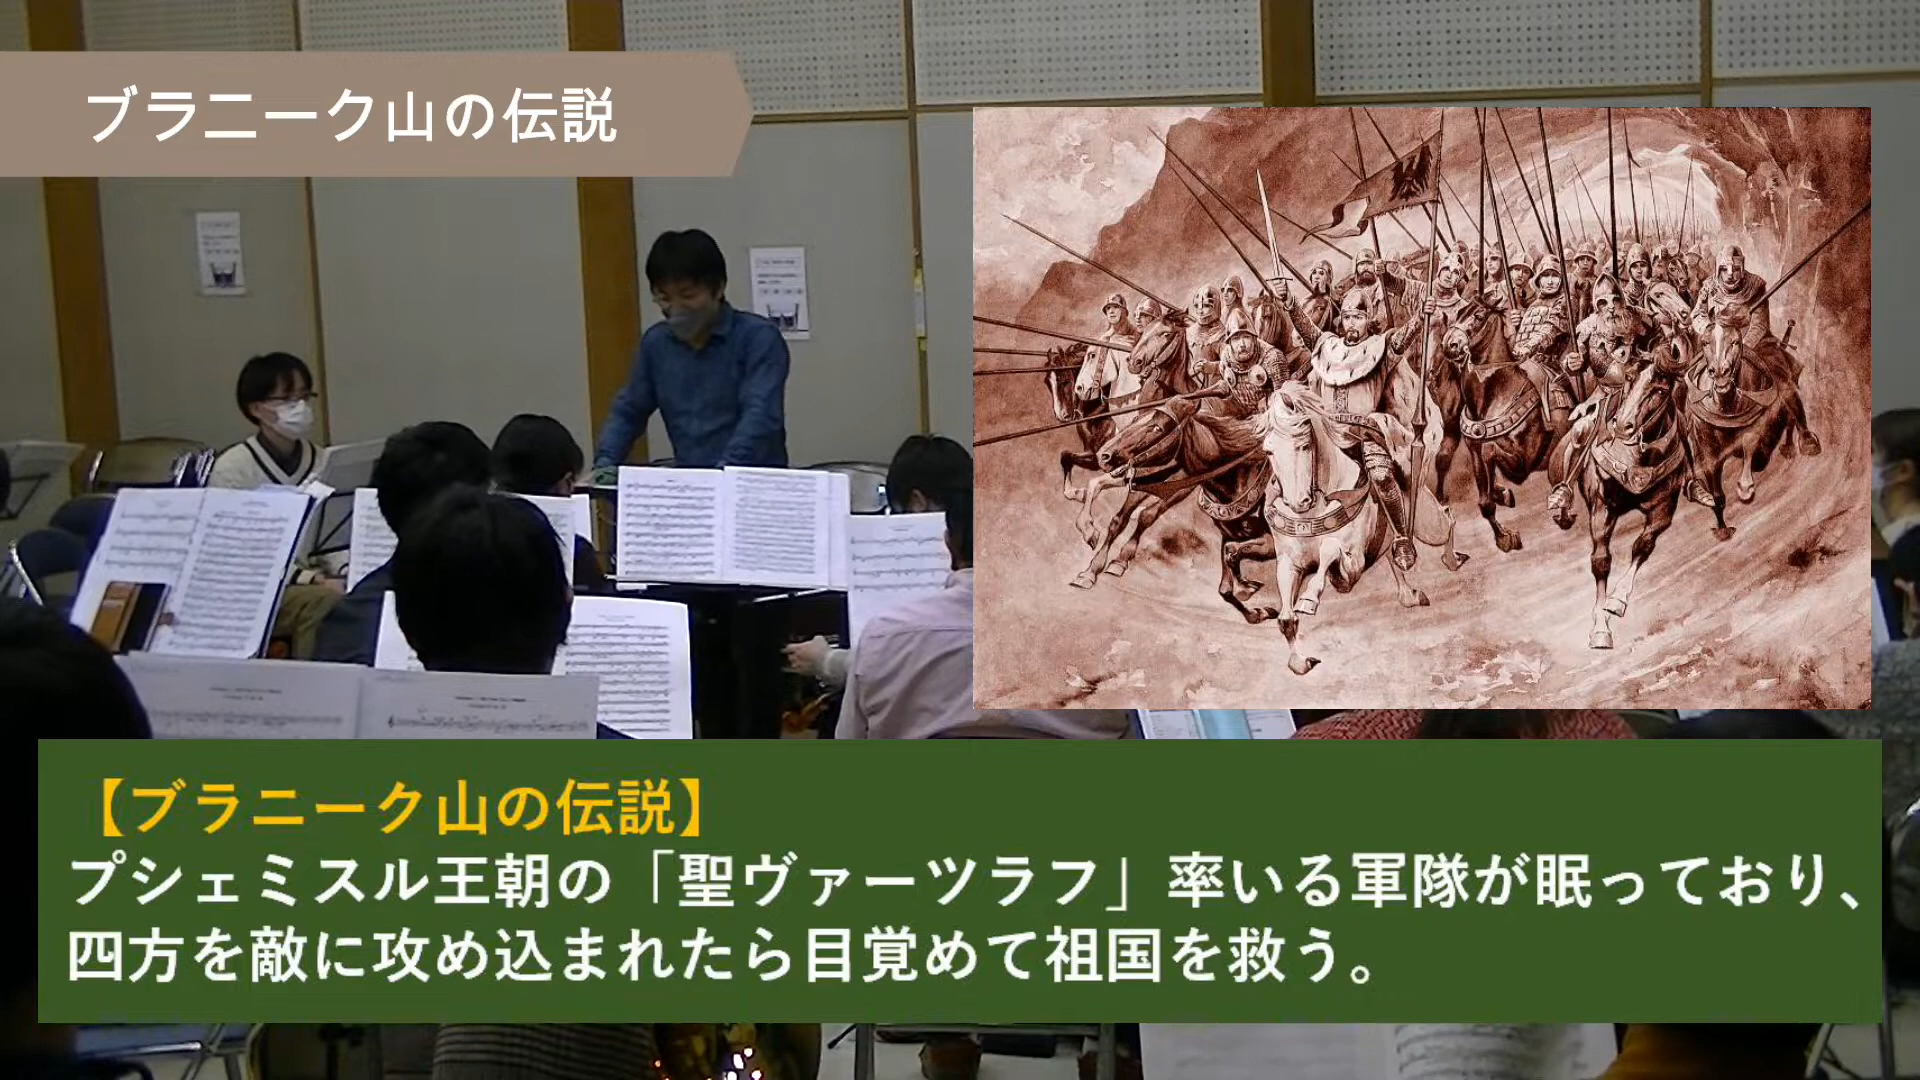 ブラニーク山の伝説
【ブラニーク山の伝説】
プシェミスル王朝の「聖ヴァーツラフ」率いる軍隊が眠っており、
四方を敵に攻め込まれたら目覚めて祖国を救う。